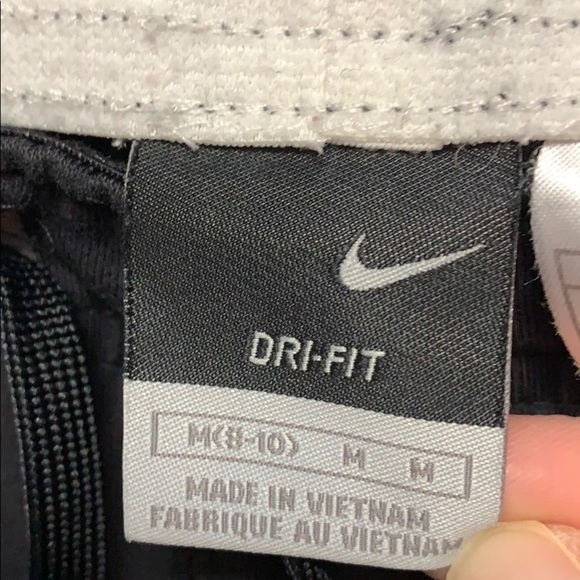 DRI-FIT
M(8-10) M M
MADE IN VIETNAM
FABRIQUE AU VIETNAM